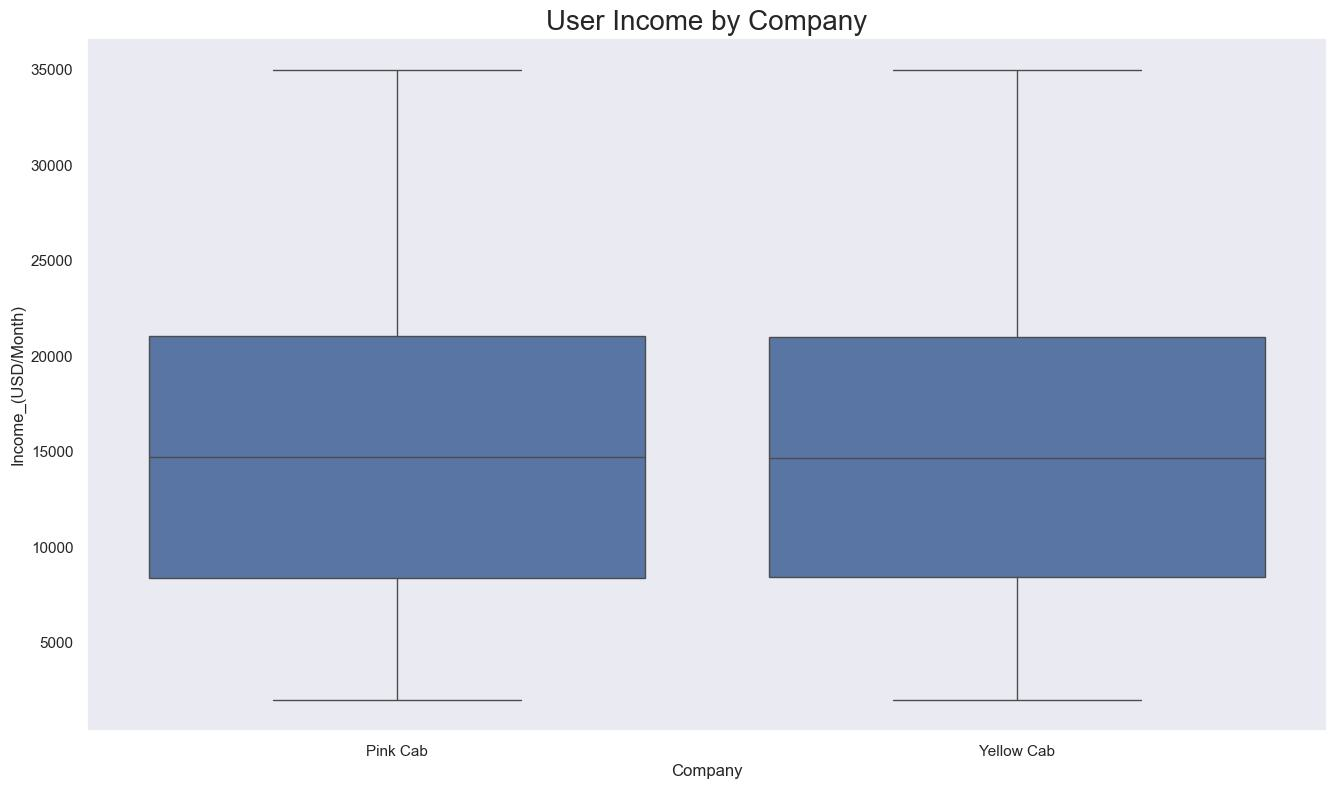 User Income by Company
Income_(USD/Month)
35000
30000
25000
20000
15000
10000
5000
Pink Cab
Yellow Cab
Company